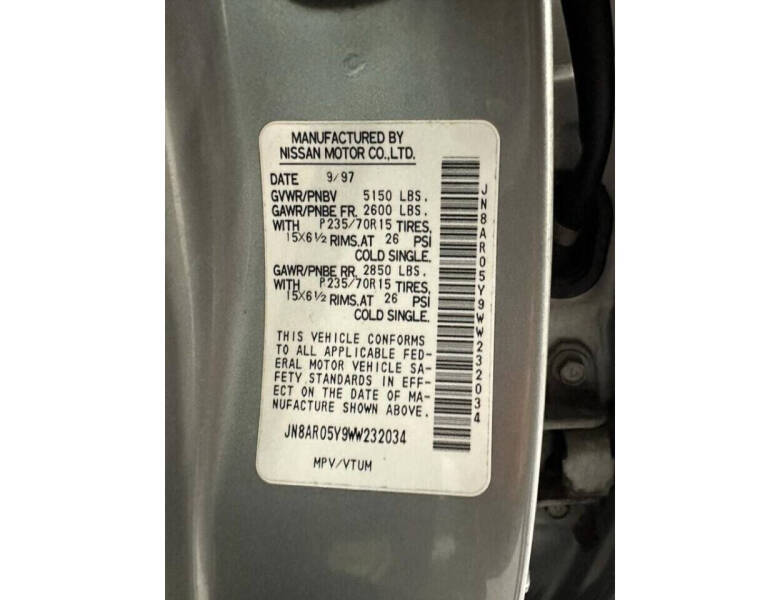 MANUFACTURED BY
NISSAN MOTOR CO.,LTD.
DATE 9/97
GVWR/PNBV 5150 LBS.
GAWR/PNBE FR. 2600 LBS.
WITH P235/70R15 TIRES,
15X6½ RIMS.AT 26 PSI
COLD SINGLE.
GAWR/PNBE RR. 2850 LBS.
WITH P235/70R15 TIRES,
15X6½ RIMS.AT 26 PSI
COLD SINGLE.
THIS VEHICLE CONFORMS
TO ALL APPLICABLE FED-
ERAL MOTOR VEHICLE SA-
FETY STANDARDS IN EFF-
ECT ON THE DATE OF MA-
NUFACTURE SHOWN ABOVE.
JN8AR05Y9WW232034
MPV/VTUM
JN8AR05Y9WW232034